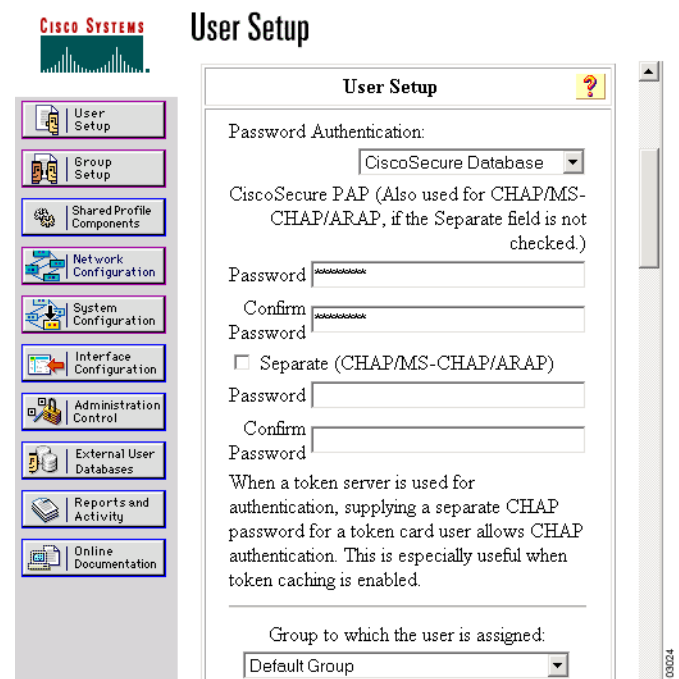 CISCO SYSTEMS
User Setup
User
Setup
Group
Setup
Shared Profile
Components
Network
Configuration
System
Configuration
Interface
Configuration
Administration
Control
External User
Databases
Reports and
Activity
Online
Documentation
User Setup
?
Password Authentication:
CiscoSecure Database
CiscoSecure PAP (Also used for CHAP/MS-
CHAP/ARAP, if the Separate field is not
checked.)
Password *********
Confirm
Password *********
Separate (CHAP/MS-CHAP/ARAP)
Password
Confirm
Password
When a token server is used for
authentication, supplying a separate CHAP
password for a token card user allows CHAP
authentication. This is especially useful when
token caching is enabled.
Group to which the user is assigned:
Default Group
03024